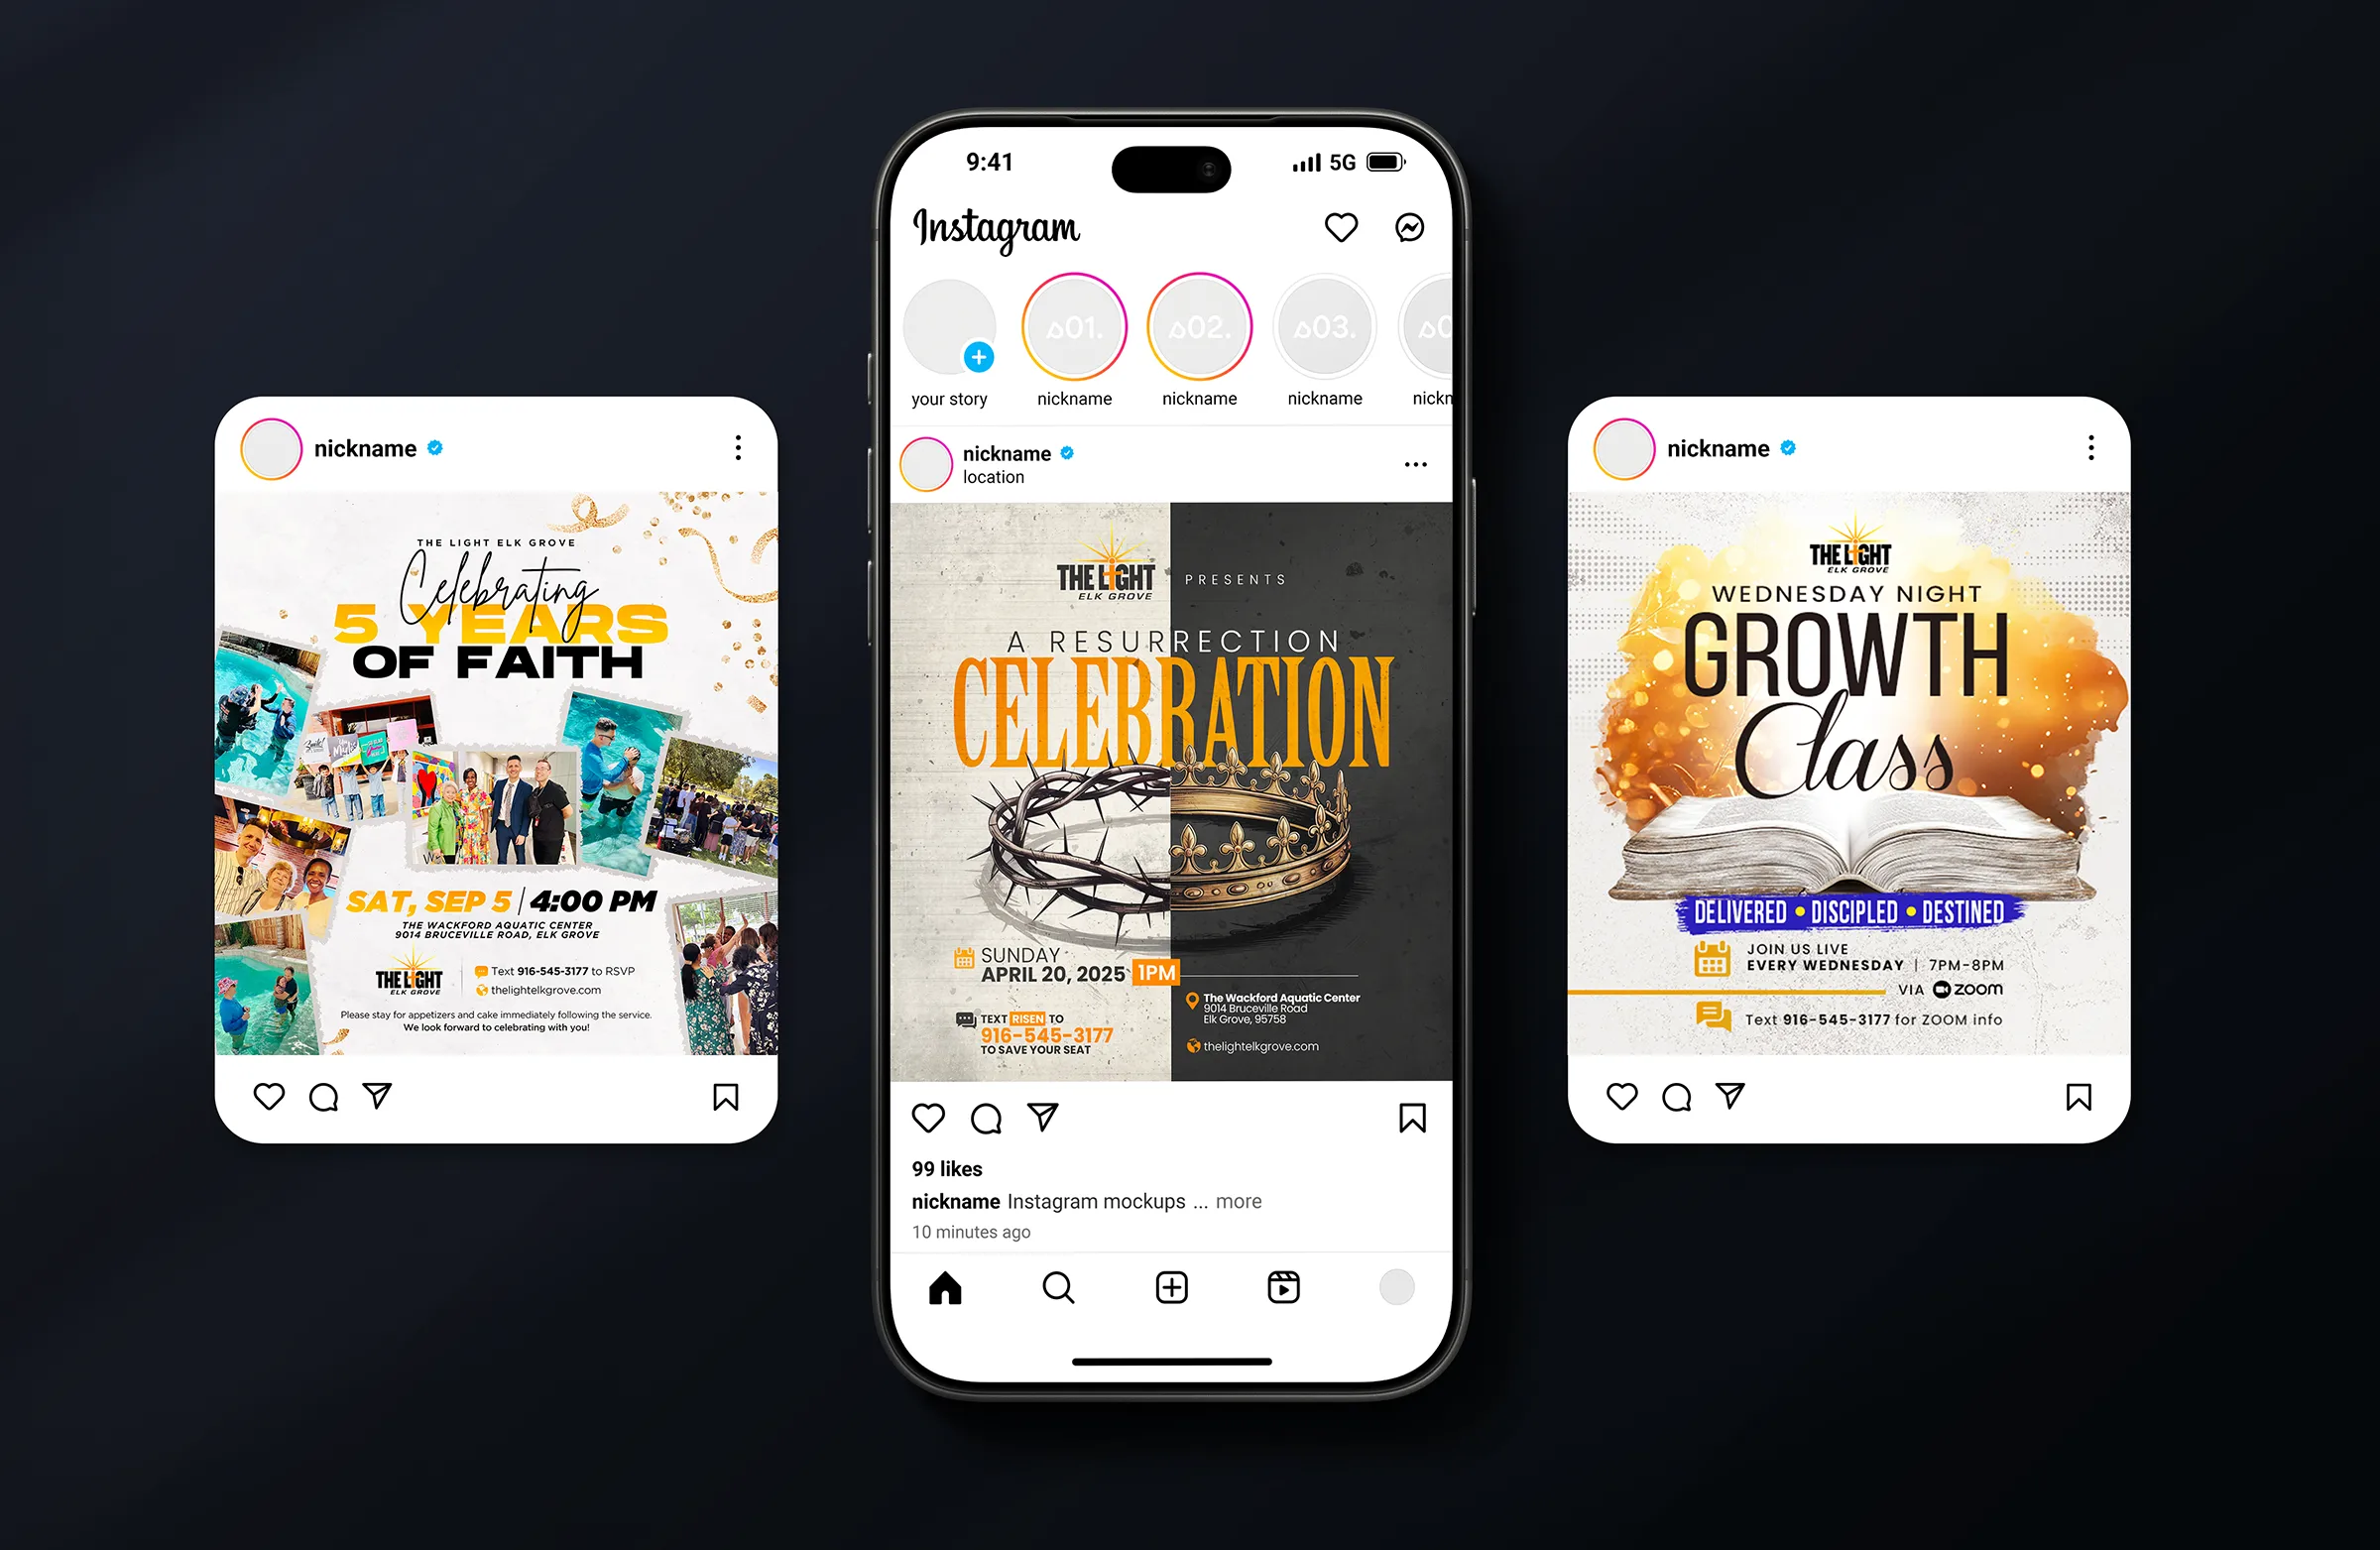 nickname
THE LIGHT ELK GROVE
Celebrating
5 YEARS
OF FAITH
SAT, SEP 5 | 4:00 PM
THE WACKFORD AQUATIC CENTER
9014 BRUCEVILLE ROAD, ELK GROVE
THE LIGHT
ELK GROVE
Text 916-545-3177 to RSVP
thelightelkgrove.com
Please stay for appetizers and cake immediately following the service.
We look forward to celebrating with you!
9:41
5G
Instagram
01.
02.
03.
your story
nickname
nickname
nickname
nickn
nickname
location
THE LIGHT
ELK GROVE
PRESENTS
A RESURRECTION
CELEBRATION
SUNDAY
APRIL 20, 2025 1PM
TEXT RISEN TO
916-545-3177
TO SAVE YOUR SEAT
The Wackford Aquatic Center
9014 Bruceville Road
Elk Grove, 95758
thelightelkgrove.com
99 likes
nickname Instagram mockups ... more
10 minutes ago
nickname
THE LIGHT
ELK GROVE
WEDNESDAY NIGHT
GROWTH
Class
DELIVERED • DISCIPLED • DESTINED
JOIN US LIVE
EVERY WEDNESDAY | 7PM-8PM
VIA zoom
Text 916-545-3177 for ZOOM info